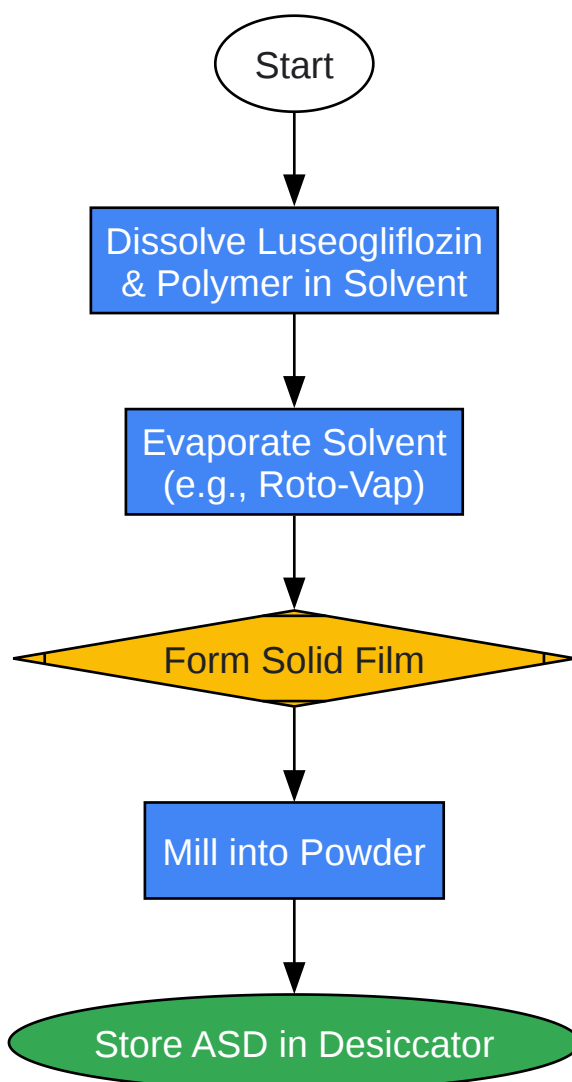 Start
Dissolve Luseogliflozin
& Polymer in Solvent
Evaporate Solvent
(e.g., Roto-Vap)
Form Solid Film
Mill into Powder
Store ASD in Desiccator